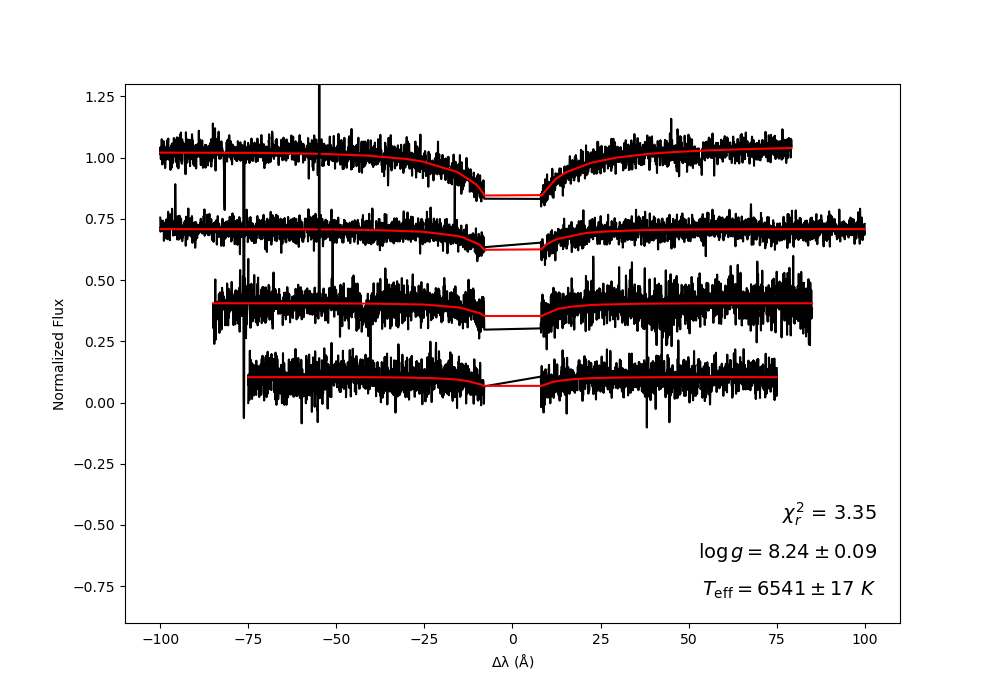 1.25
1.00
0.75
0.50
0.25
0.00
−0.25
−0.50
−0.75
Normalized Flux
χ²ᵣ = 3.35
log g = 8.24 ± 0.09
T_eff = 6541 ± 17 K
−100 −75 −50 −25 0 25 50 75 100
Δλ (Å)